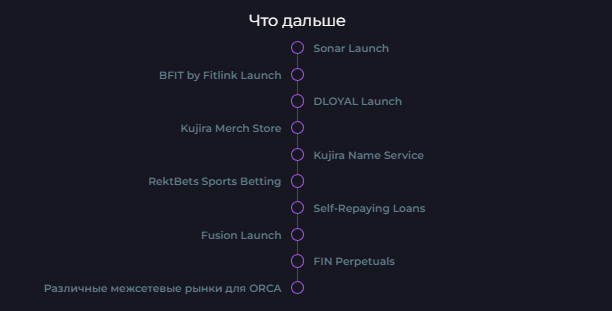 Что дальше
Sonar Launch
BFIT by Fitlink Launch
DLOYAL Launch
Kujira Merch Store
Kujira Name Service
RektBets Sports Betting
Self-Repaying Loans
Fusion Launch
FIN Perpetuals
Различные межсетевые рынки для ORCA